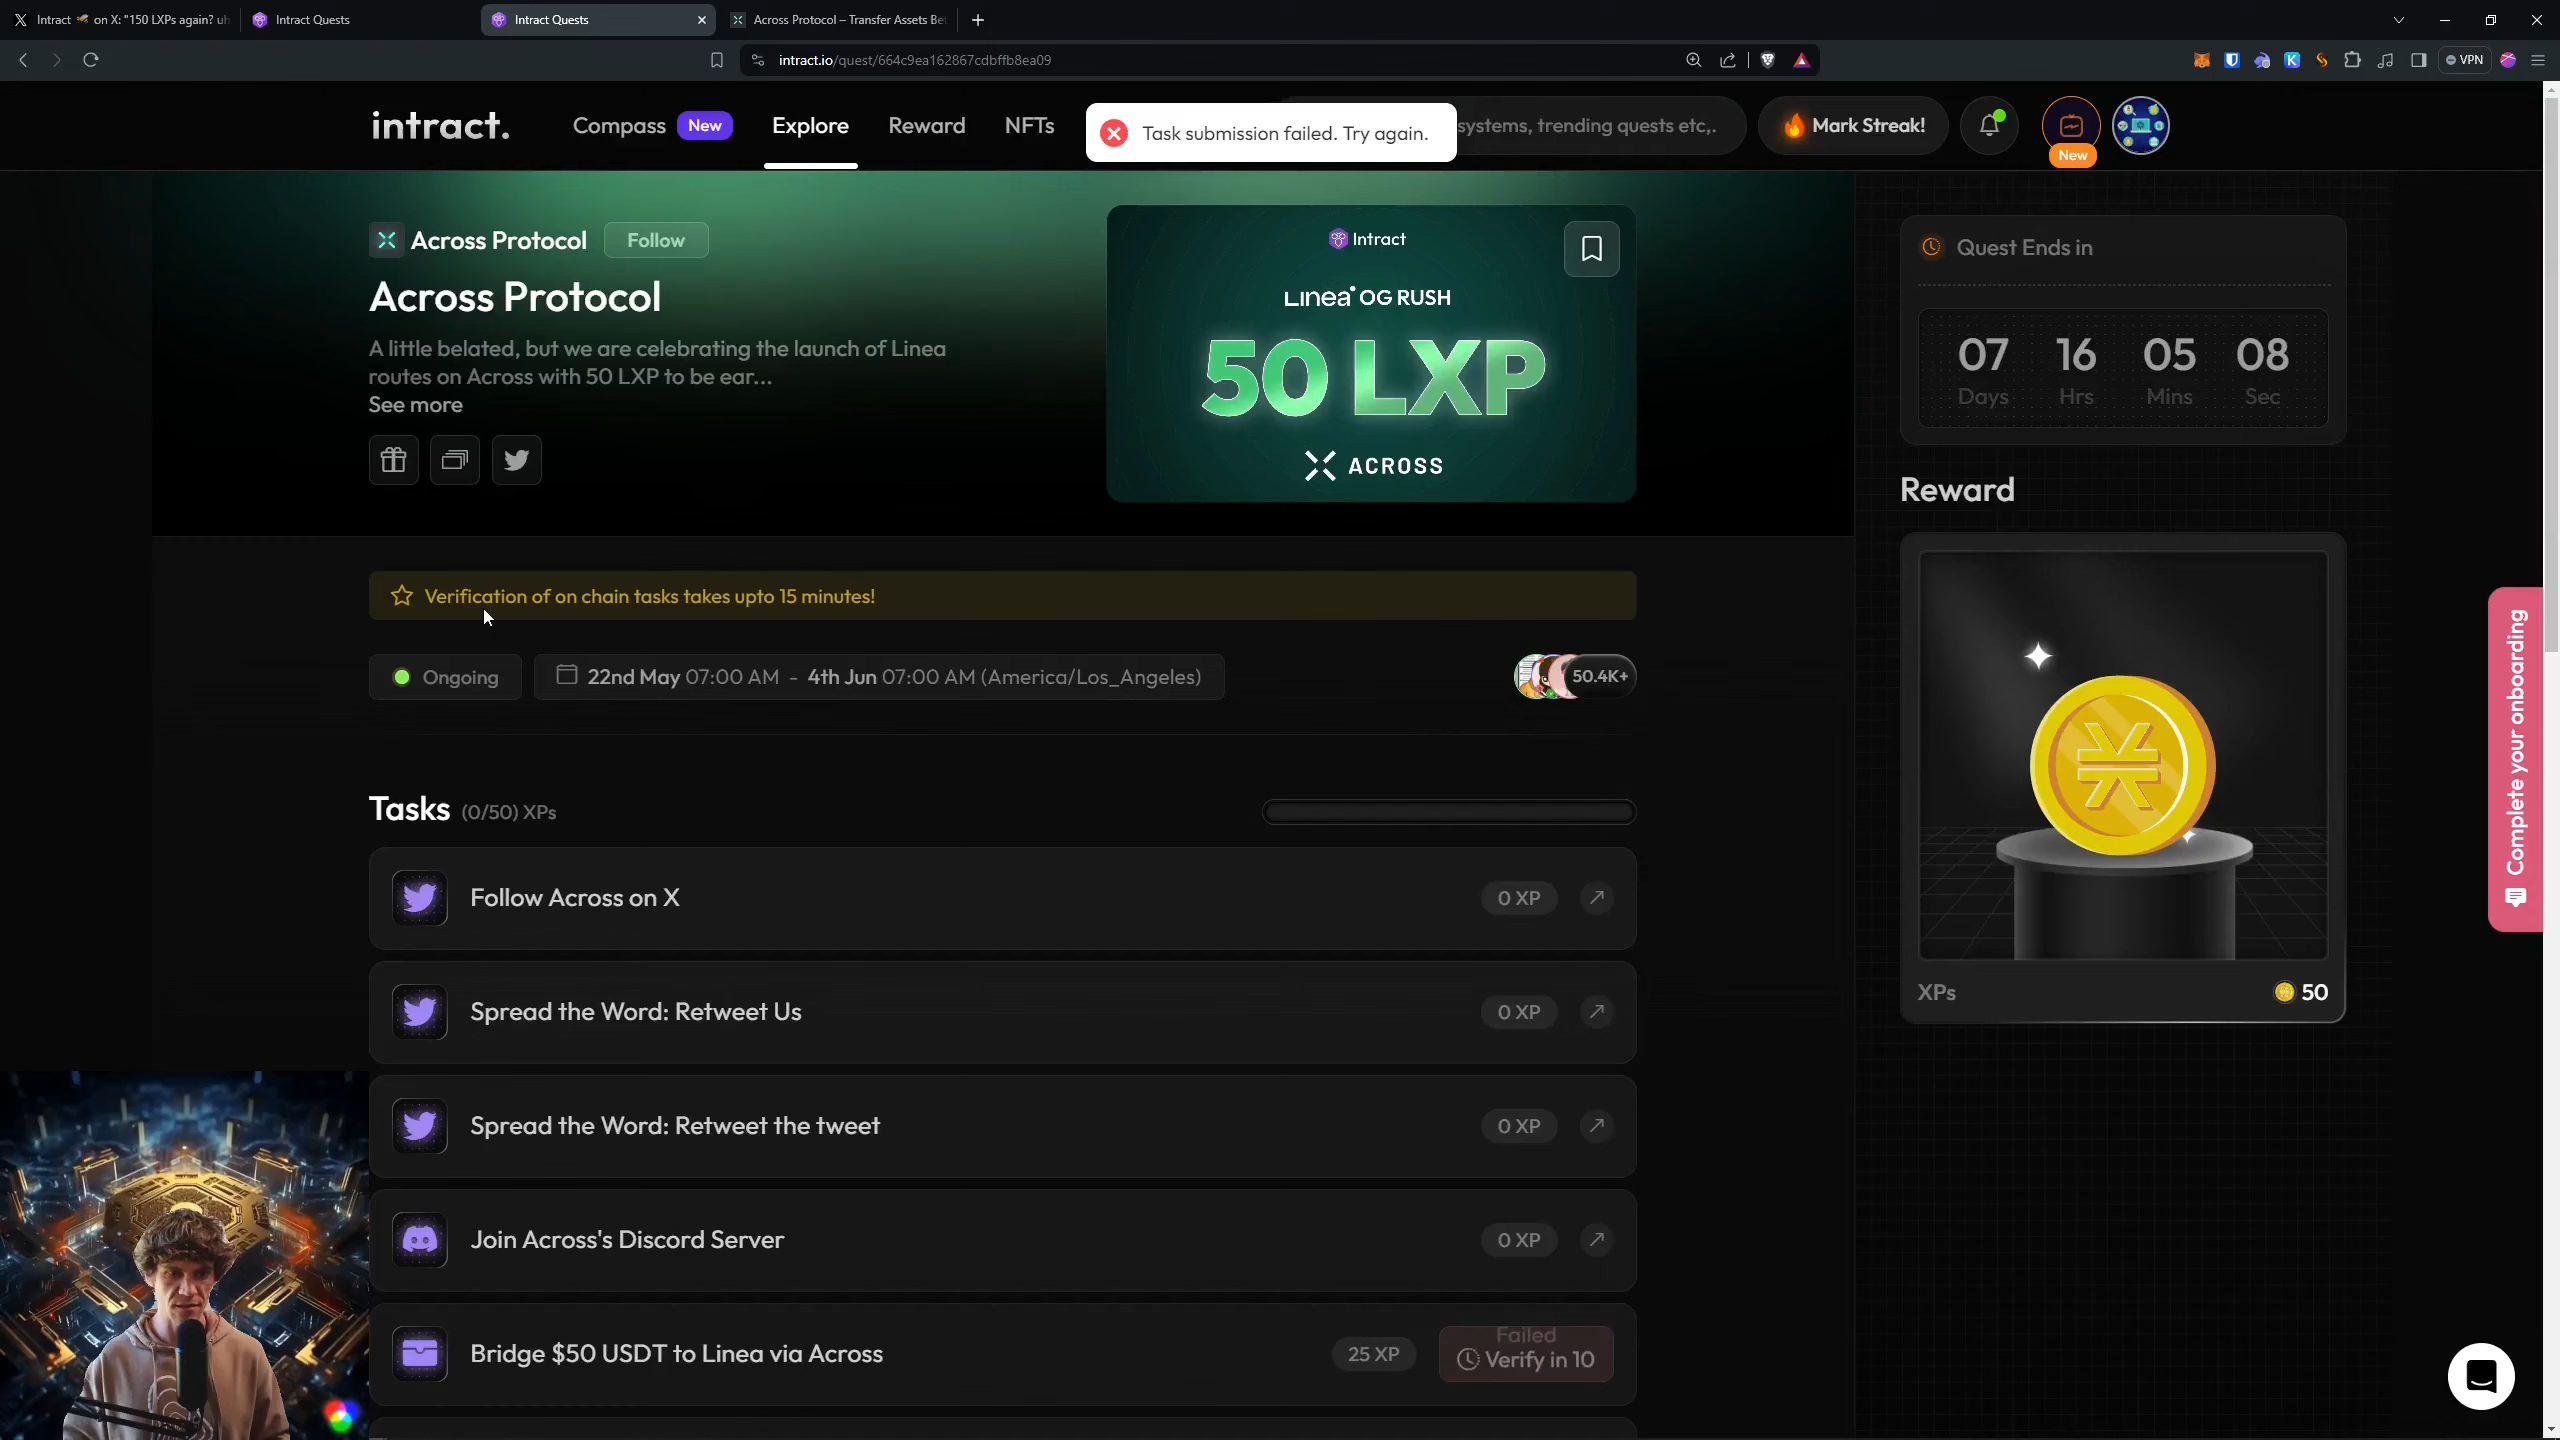 Intract on X: "150 LXPs again? uh
Intract Quests
Intract Quests
Across Protocol – Transfer Assets Be
intract.io/quest/664c9ea162867cdbffb8ea09
VPN
intract.
Compass
New
Explore
Reward
NFTs
Task submission failed. Try again.
systems, trending quests etc,.
Mark Streak!
New
Across Protocol
Follow
Across Protocol
A little belated, but we are celebrating the launch of Linea
routes on Across with 50 LXP to be ear...
See more
Intract
Linea OG RUSH
50 LXP
ACROSS
Quest Ends in
07 16 05 08
Days Hrs Mins Sec
Reward
XPs
50
Verification of on chain tasks takes upto 15 minutes!
Ongoing
22nd May 07:00 AM - 4th Jun 07:00 AM (America/Los_Angeles)
50.4K+
Tasks (0/50) XPs
Follow Across on X
0 XP
Spread the Word: Retweet Us
0 XP
Spread the Word: Retweet the tweet
0 XP
Join Across's Discord Server
0 XP
Bridge $50 USDT to Linea via Across
25 XP
Failed
Verify in 10
Complete your onboarding